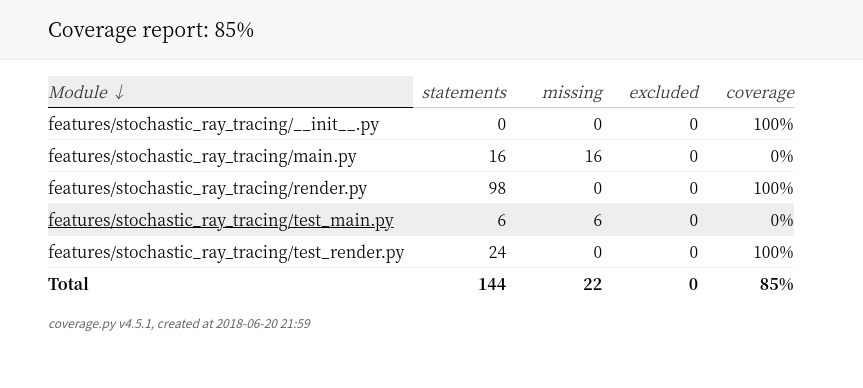 Coverage report: 85%
Module ↓ statements missing excluded coverage
features/stochastic_ray_tracing/__init__.py 0 0 0 100%
features/stochastic_ray_tracing/main.py 16 16 0 0%
features/stochastic_ray_tracing/render.py 98 0 0 100%
features/stochastic_ray_tracing/test_main.py 6 6 0 0%
features/stochastic_ray_tracing/test_render.py 24 0 0 100%
Total 144 22 0 85%
coverage.py v4.5.1, created at 2018-06-20 21:59